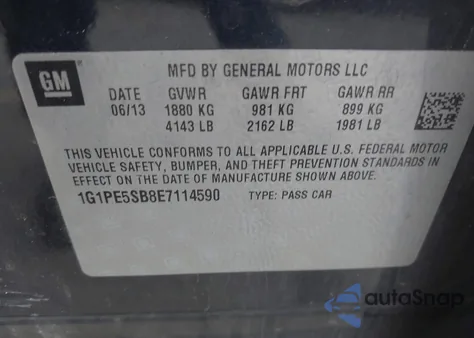 GM
MFD BY GENERAL MOTORS LLC
DATE GVWR GAWR FRT GAWR RR
06/13 1880 KG 981 KG 899 KG
4143 LB 2162 LB 1981 LB
THIS VEHICLE CONFORMS TO ALL APPLICABLE U.S. FEDERAL MOTOR
VEHICLE SAFETY, BUMPER, AND THEFT PREVENTION STANDARDS IN
EFFECT ON THE DATE OF MANUFACTURE SHOWN ABOVE.
1G1PE5SB8E7114590 TYPE: PASS CAR
autoSnap